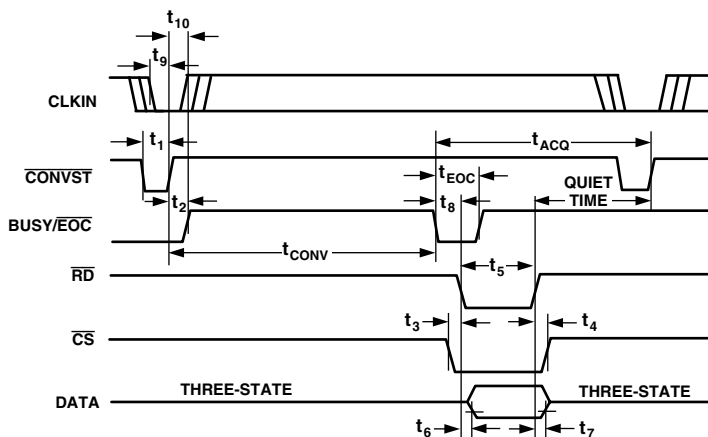 t10
t9
CLKIN
t1
tACQ
CONVST
tEOC
QUIET
TIME
t2
t8
BUSY/EOC
tCONV
t5
RD
t3
t4
CS
THREE-STATE
THREE-STATE
DATA
t6
t7